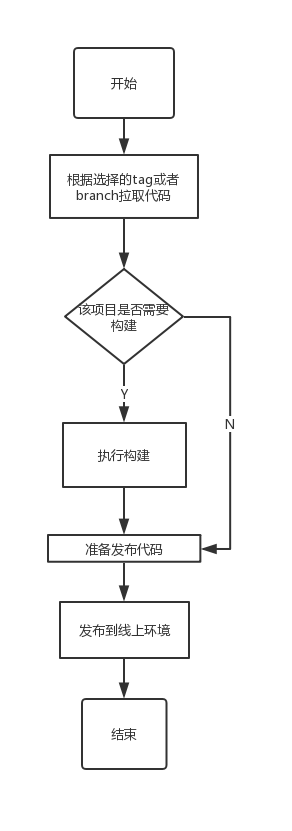 开始
根据选择的tag或者
branch拉取代码
该项目是否需要
构建
Y
N
执行构建
准备发布代码
发布到线上环境
结束